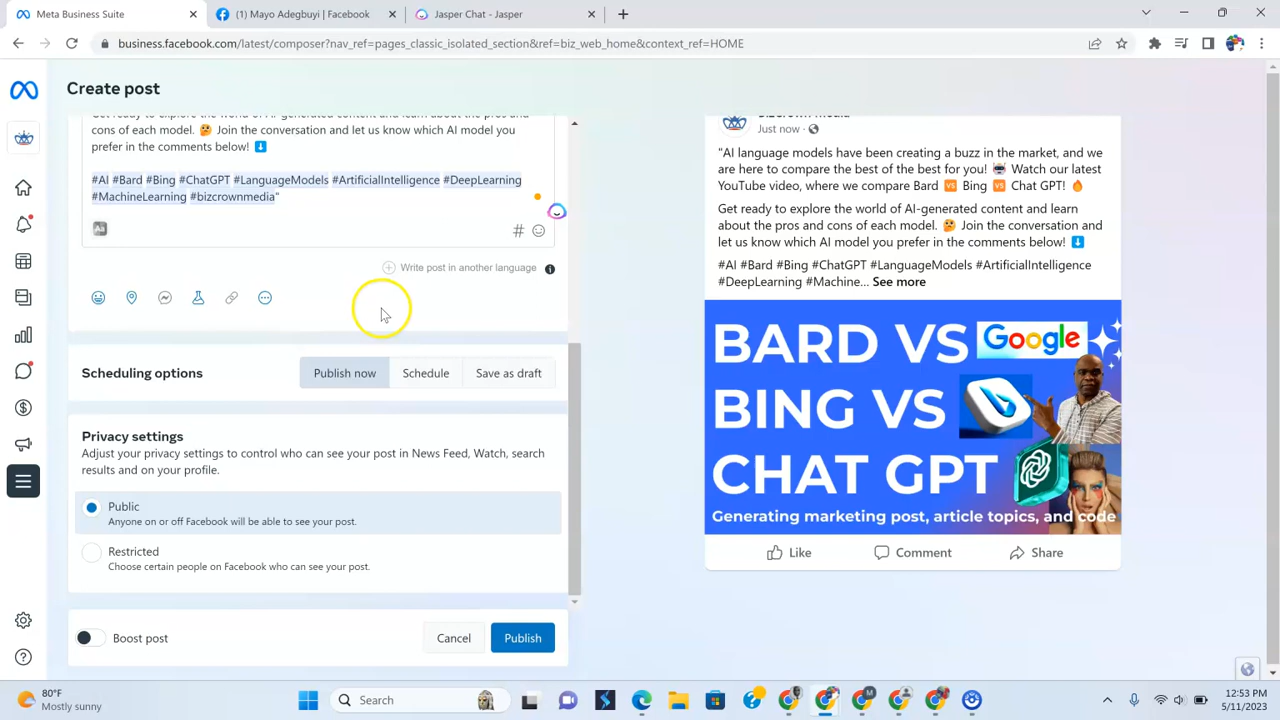 Meta Business Suite
(1) Mayo Adegbuyi | Facebook
Jasper Chat - Jasper
business.facebook.com/latest/composer?nav_ref=pages_classic_isolated_section&ref=biz_web_home&context_ref=HOME
Create post
cons of each model. 🤔 Join the conversation and let us know which AI model you
prefer in the comments below! ⬇️
#AI #Bard #Bing #ChatGPT #LanguageModels #ArtificialIntelligence #DeepLearning
#MachineLearning #bizcrownmedia"
Write post in another language
Scheduling options
Publish now
Schedule
Save as draft
Privacy settings
Adjust your privacy settings to control who can see your post in News Feed, Watch, search
results and on your profile.
Public
Anyone on or off Facebook will be able to see your post.
Restricted
Choose certain people on Facebook who can see your post.
Boost post
Cancel
Publish
Just now
"AI language models have been creating a buzz in the market, and we
are here to compare the best of the best for you! 🤖 Watch our latest
YouTube video, where we compare Bard 🆚 Bing 🆚 Chat GPT! 🔥
Get ready to explore the world of AI-generated content and learn
about the pros and cons of each model. 🤔 Join the conversation and
let us know which AI model you prefer in the comments below! ⬇️
#AI #Bard #Bing #ChatGPT #LanguageModels #ArtificialIntelligence
#DeepLearning #Machine... See more
BARD VS Google
BING VS
CHAT GPT
Generating marketing post, article topics, and code
Like
Comment
Share
80°F
Mostly sunny
Search
12:53 PM
5/11/2023